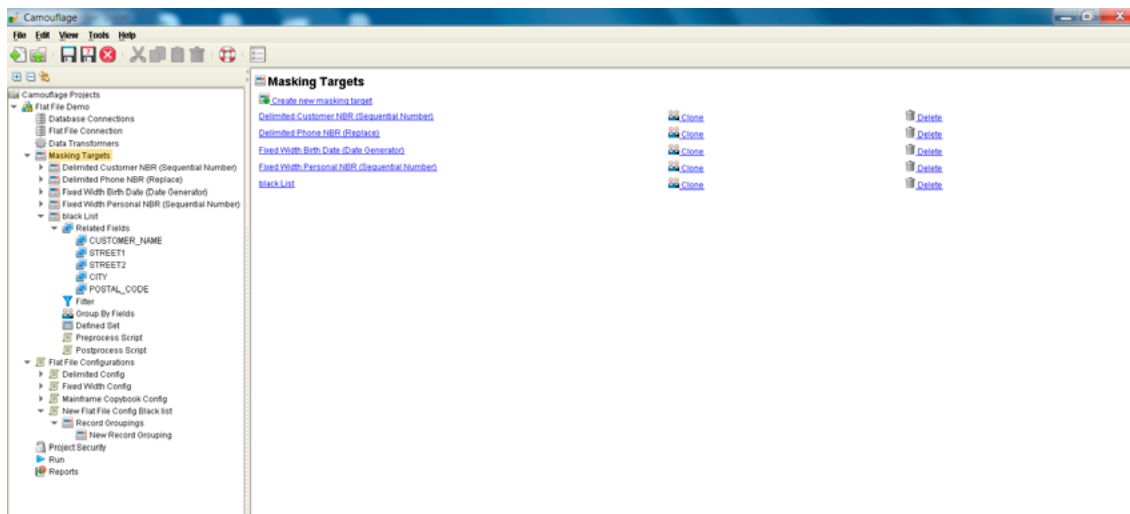 Camouflage
File Edit View Tools Help
Camouflage Projects
Flat File Demo
Database Connections
Flat File Connection
Data Transformers
Masking Targets
Delimited Customer NBR (Sequential Number)
Delimited Phone NBR (Replace)
Fixed Width Birth Date (Date Generator)
Fixed Width Personal NBR (Sequential Number)
black List
Related Fields
CUSTOMER_NAME
STREET1
STREET2
CITY
POSTAL_CODE
Filter
Group By Fields
Defined Set
Preprocess Script
Postprocess Script
Flat File Configurations
Delimited Config
Fixed Width Config
Mainframe Copybook Config
New Flat File Config Black list
Record Groupings
New Record Grouping
Project Security
Run
Reports
Masking Targets
Create new masking target
Delimited Customer NBR (Sequential Number) Clone Delete
Delimited Phone NBR (Replace) Clone Delete
Fixed Width Birth Date (Date Generator) Clone Delete
Fixed Width Personal NBR (Sequential Number) Clone Delete
black List Clone Delete